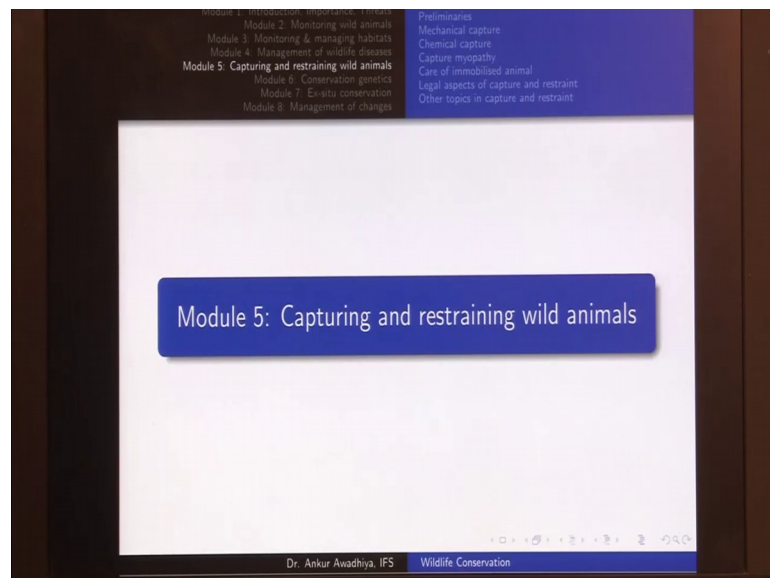 Module 1: Introduction, Importance, Threats
Module 2: Monitoring wild animals
Module 3: Monitoring & managing habitats
Module 4: Management of wildlife diseases
Module 5: Capturing and restraining wild animals
Module 6: Conservation genetics
Module 7: Ex-situ conservation
Module 8: Management of changes
Preliminaries
Mechanical capture
Chemical capture
Capture myopathy
Care of immobilised animal
Legal aspects of capture and restraint
Other topics in capture and restraint
Module 5: Capturing and restraining wild animals
Dr. Ankur Awadhiya, IFS
Wildlife Conservation